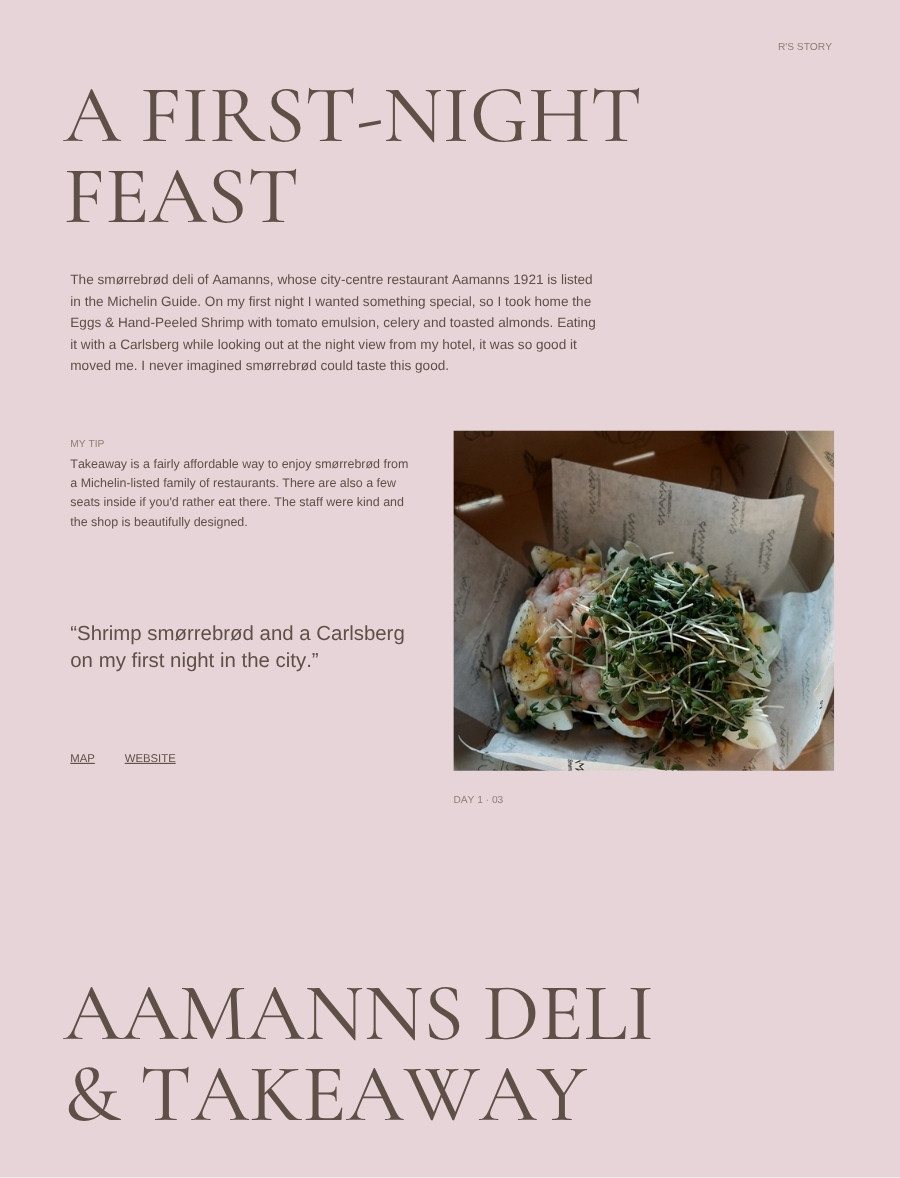 R'S STORY
A FIRST-NIGHT
FEAST
The smørrebrød deli of Aamanns, whose city-centre restaurant Aamanns 1921 is listed
in the Michelin Guide. On my first night I wanted something special, so I took home the
Eggs & Hand-Peeled Shrimp with tomato emulsion, celery and toasted almonds. Eating
it with a Carlsberg while looking out at the night view from my hotel, it was so good it
moved me. I never imagined smørrebrød could taste this good.
MY TIP
Takeaway is a fairly affordable way to enjoy smørrebrød from
a Michelin-listed family of restaurants. There are also a few
seats inside if you'd rather eat there. The staff were kind and
the shop is beautifully designed.
“Shrimp smørrebrød and a Carlsberg
on my first night in the city.”
MAP WEBSITE
DAY 1 · 03
AAMANNS DELI
& TAKEAWAY